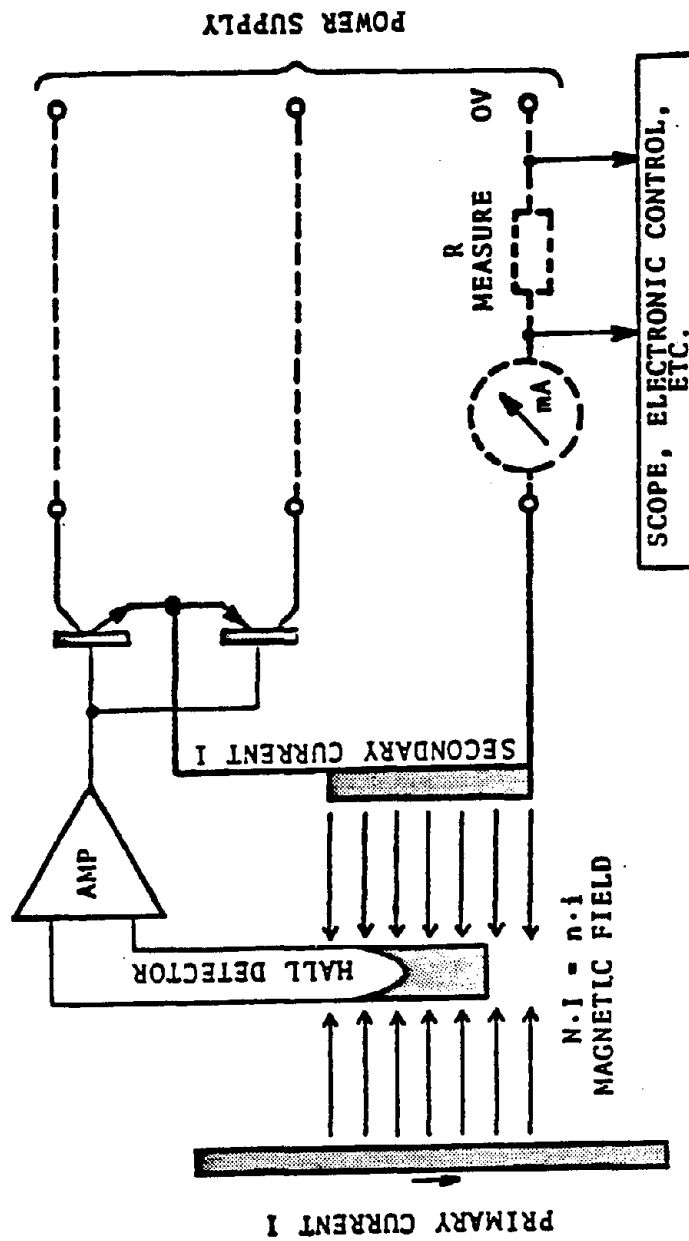 POWER SUPPLY
0V
R
MEASURE
mA
SCOPE, ELECTRONIC CONTROL,
ETC.
AMP
SECONDARY CURRENT I
HALL DETECTOR
N·I = n·i
MAGNETIC FIELD
PRIMARY CURRENT I